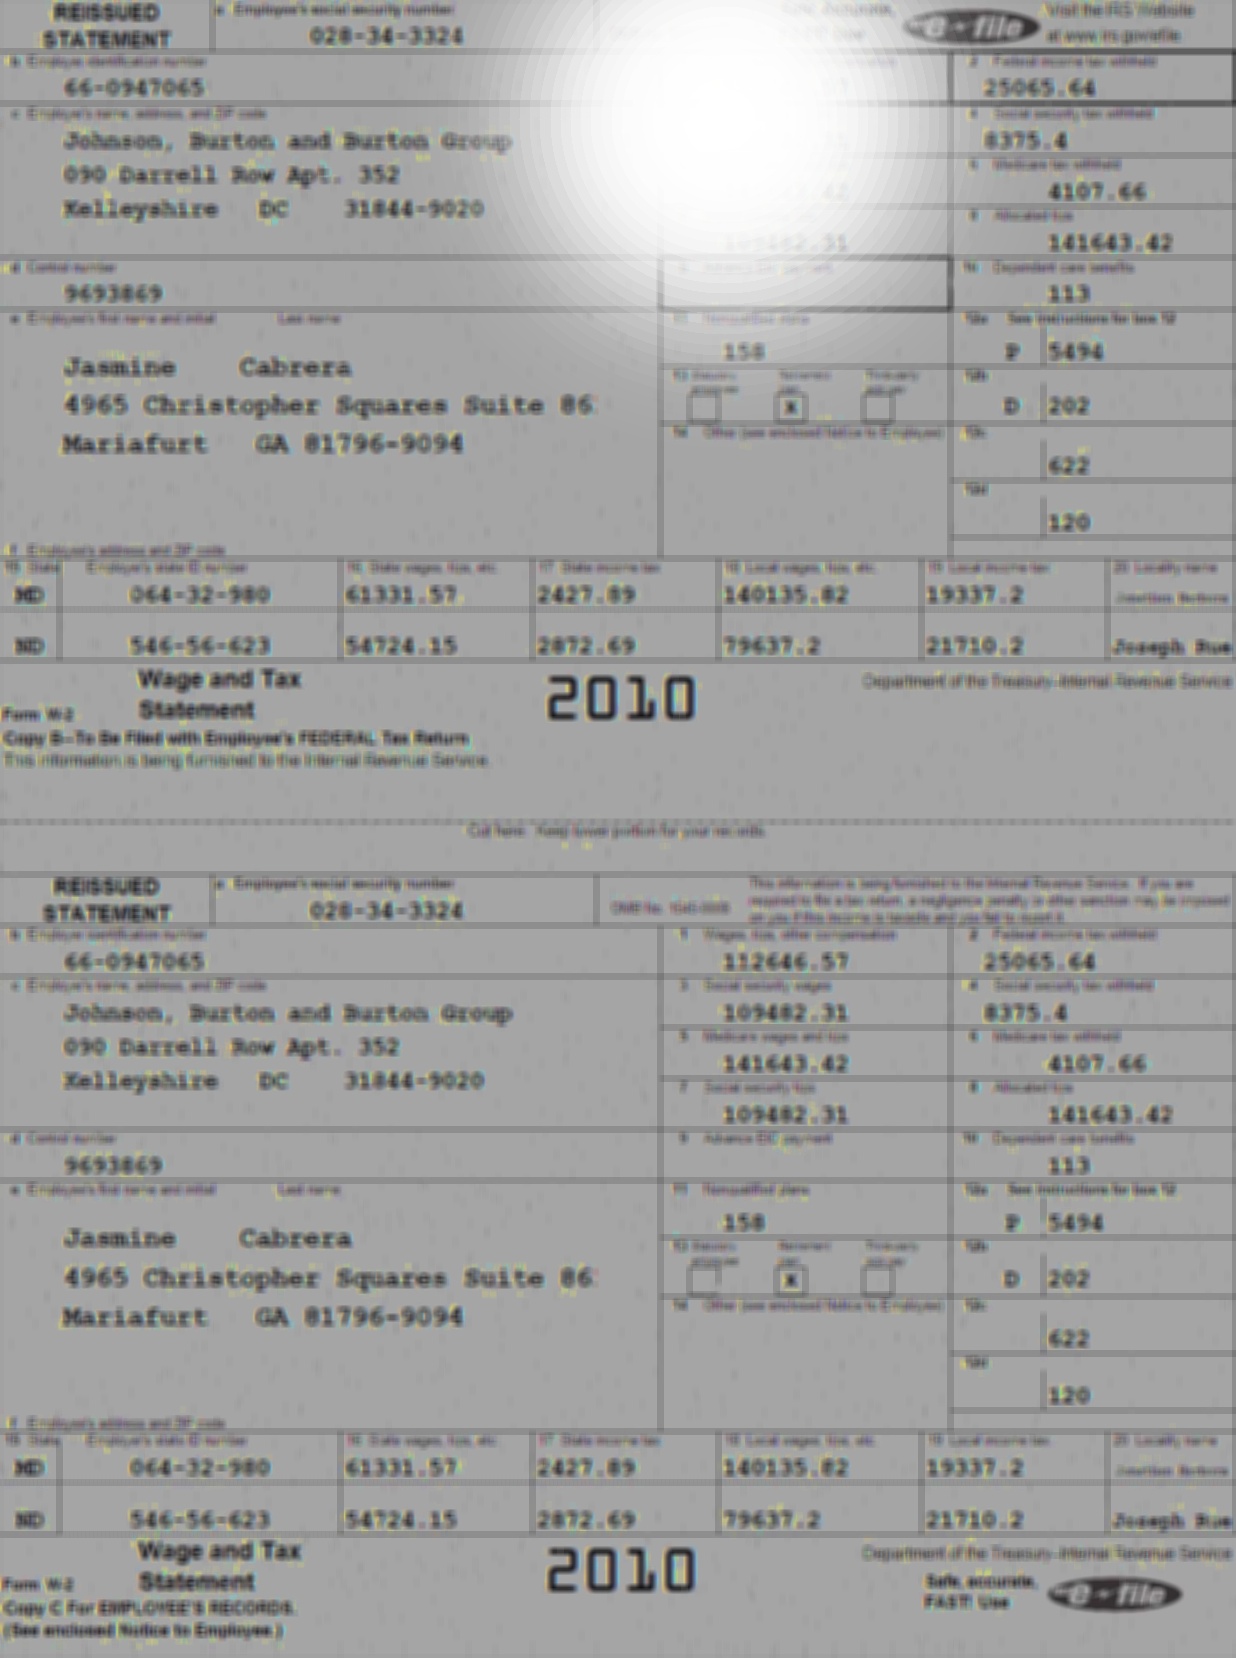 REISSUED STATEMENT
a Employee's social security number
028-34-3324
e-file
Visit the IRS Website
at www.irs.gov/efile.
b Employer identification number
66-0947065
2 Federal income tax withheld
25065.64
c Employer's name, address, and ZIP code
4 Social security tax withheld
8375.4
Johnson, Burton and Burton Group
090 Darrell Row Apt. 352
Kelleyshire DC 31844-9020
6 Medicare tax withheld
4107.66
8 Allocated tips
109482.31
141643.42
d Control number
9693869
10 Dependent care benefits
113
e Employee's first name and initial Last name
11 Nonqualified plans
158
12a See instructions for box 12
P 5494
Jasmine Cabrera
4965 Christopher Squares Suite 86
Mariafurt GA 81796-9094
13 Statutory employee Retirement plan Third-party sick pay
X
12b
D 202
14 Other (see enclosed Notice to Employee)
12c
622
12d
120
f Employee's address and ZIP code
15 State Employer's state ID number 16 State wages, tips, etc. 17 State income tax 18 Local wages, tips, etc. 19 Local income tax 20 Locality name
MD 064-32-980 61331.57 2427.89 140135.82 19337.2
ND 546-56-623 54724.15 2872.69 79637.2 21710.2 Joseph Rue
Form W-2 Wage and Tax Statement 2010 Department of the Treasury-Internal Revenue Service
Copy B-To Be Filed with Employee's FEDERAL Tax Return
This information is being furnished to the Internal Revenue Service.
Cut here. Keep lower portion for your records.
REISSUED STATEMENT
a Employee's social security number
028-34-3324
OMB No. 1545-0008
This information is being furnished to the Internal Revenue Service. If you are
required to file a tax return, a negligence penalty or other sanction may be imposed
on you if this income is taxable and you fail to report it.
b Employer identification number
66-0947065
1 Wages, tips, other compensation
112646.57
2 Federal income tax withheld
25065.64
c Employer's name, address, and ZIP code
3 Social security wages
109482.31
4 Social security tax withheld
8375.4
Johnson, Burton and Burton Group
090 Darrell Row Apt. 352
Kelleyshire DC 31844-9020
5 Medicare wages and tips
141643.42
6 Medicare tax withheld
4107.66
7 Social security tips
109482.31
8 Allocated tips
141643.42
d Control number
9693869
9 Advance EIC payment
10 Dependent care benefits
113
e Employee's first name and initial Last name
11 Nonqualified plans
158
12a See instructions for box 12
P 5494
Jasmine Cabrera
4965 Christopher Squares Suite 86
Mariafurt GA 81796-9094
13 Statutory employee Retirement plan Third-party sick pay
X
12b
D 202
14 Other (see enclosed Notice to Employee)
12c
622
12d
120
f Employee's address and ZIP code
15 State Employer's state ID number 16 State wages, tips, etc. 17 State income tax 18 Local wages, tips, etc. 19 Local income tax 20 Locality name
MD 064-32-980 61331.57 2427.89 140135.82 19337.2
ND 546-56-623 54724.15 2872.69 79637.2 21710.2 Joseph Rue
Form W-2 Wage and Tax Statement 2010 Department of the Treasury-Internal Revenue Service
Copy C For EMPLOYEE'S RECORDS.
(See enclosed Notice to Employee.)
Safe, accurate,
FAST! Use
e-file